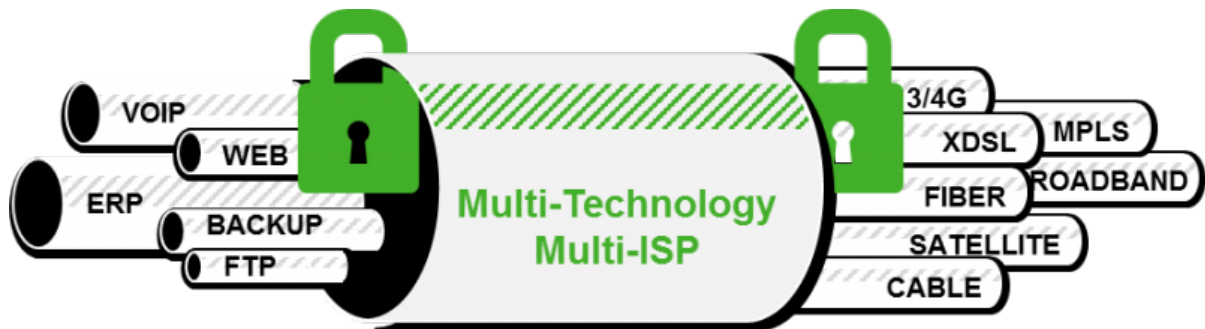 VOIP
WEB
ERP
BACKUP
FTP
Multi-Technology
Multi-ISP
3/4G
MPLS
XDSL
ROADBAND
FIBER
SATELLITE
CABLE